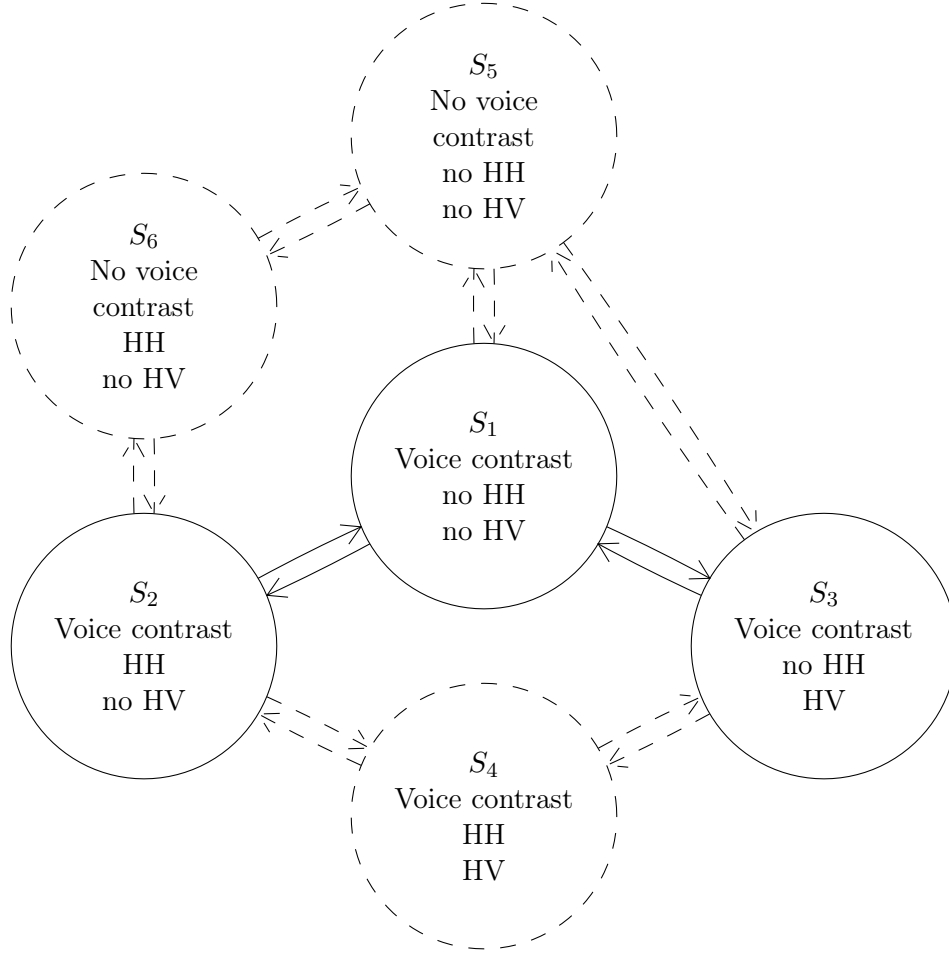 S5
No voice
contrast
no HH
no HV
S6
No voice
contrast
HH
no HV
S1
Voice contrast
no HH
no HV
S2
Voice contrast
HH
no HV
S3
Voice contrast
no HH
HV
S4
Voice contrast
HH
HV